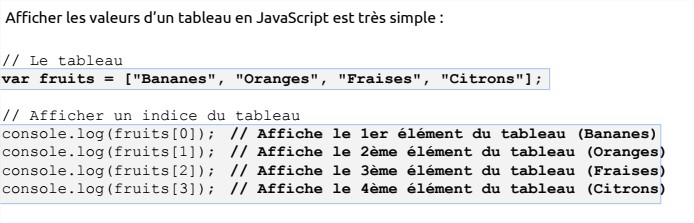 Afficher les valeurs d’un tableau en JavaScript est très simple :
// Le tableau
var fruits = ["Bananes", "Oranges", "Fraises", "Citrons"];
// Afficher un indice du tableau
console.log(fruits[0]); // Affiche le 1er élément du tableau (Bananes)
console.log(fruits[1]); // Affiche le 2ème élément du tableau (Oranges)
console.log(fruits[2]); // Affiche le 3ème élément du tableau (Fraises)
console.log(fruits[3]); // Affiche le 4ème élément du tableau (Citrons)